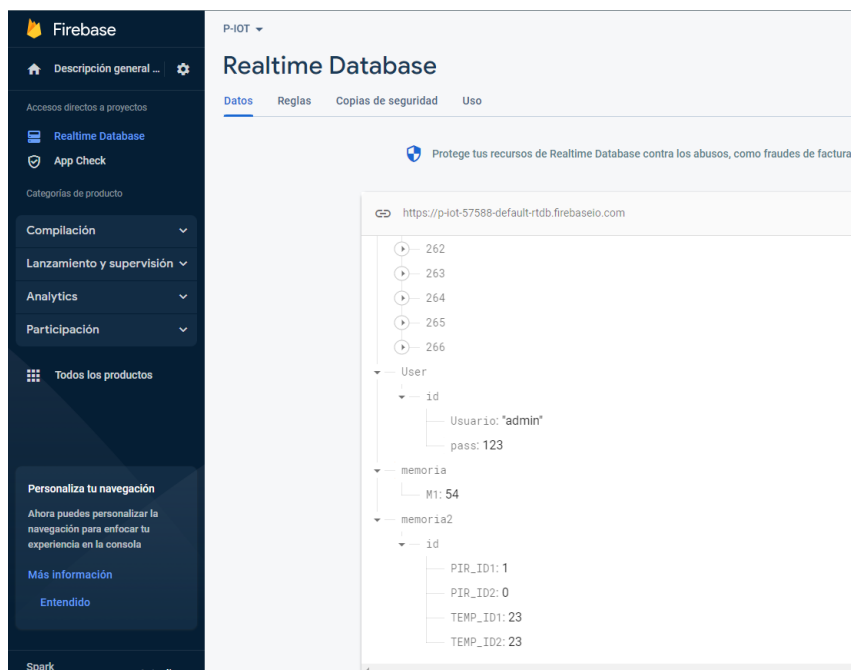 Firebase
Descripción general ...
Accesos directos a proyectos
Realtime Database
App Check
Categorías de producto
Compilación
Lanzamiento y supervisión
Analytics
Participación
Todos los productos
Personaliza tu navegación
Ahora puedes personalizar la
navegación para enfocar tu
experiencia en la consola
Más información
Entendido
Spark
P-IOT
Realtime Database
Datos Reglas Copias de seguridad Uso
Protege tus recursos de Realtime Database contra los abusos, como fraudes de factura
https://p-iot-57588-default-rtdb.firebaseio.com
262
263
264
265
266
User
id
Usuario: "admin"
pass: 123
memoria
M1: 54
memoria2
id
PIR_ID1: 1
PIR_ID2: 0
TEMP_ID1: 23
TEMP_ID2: 23